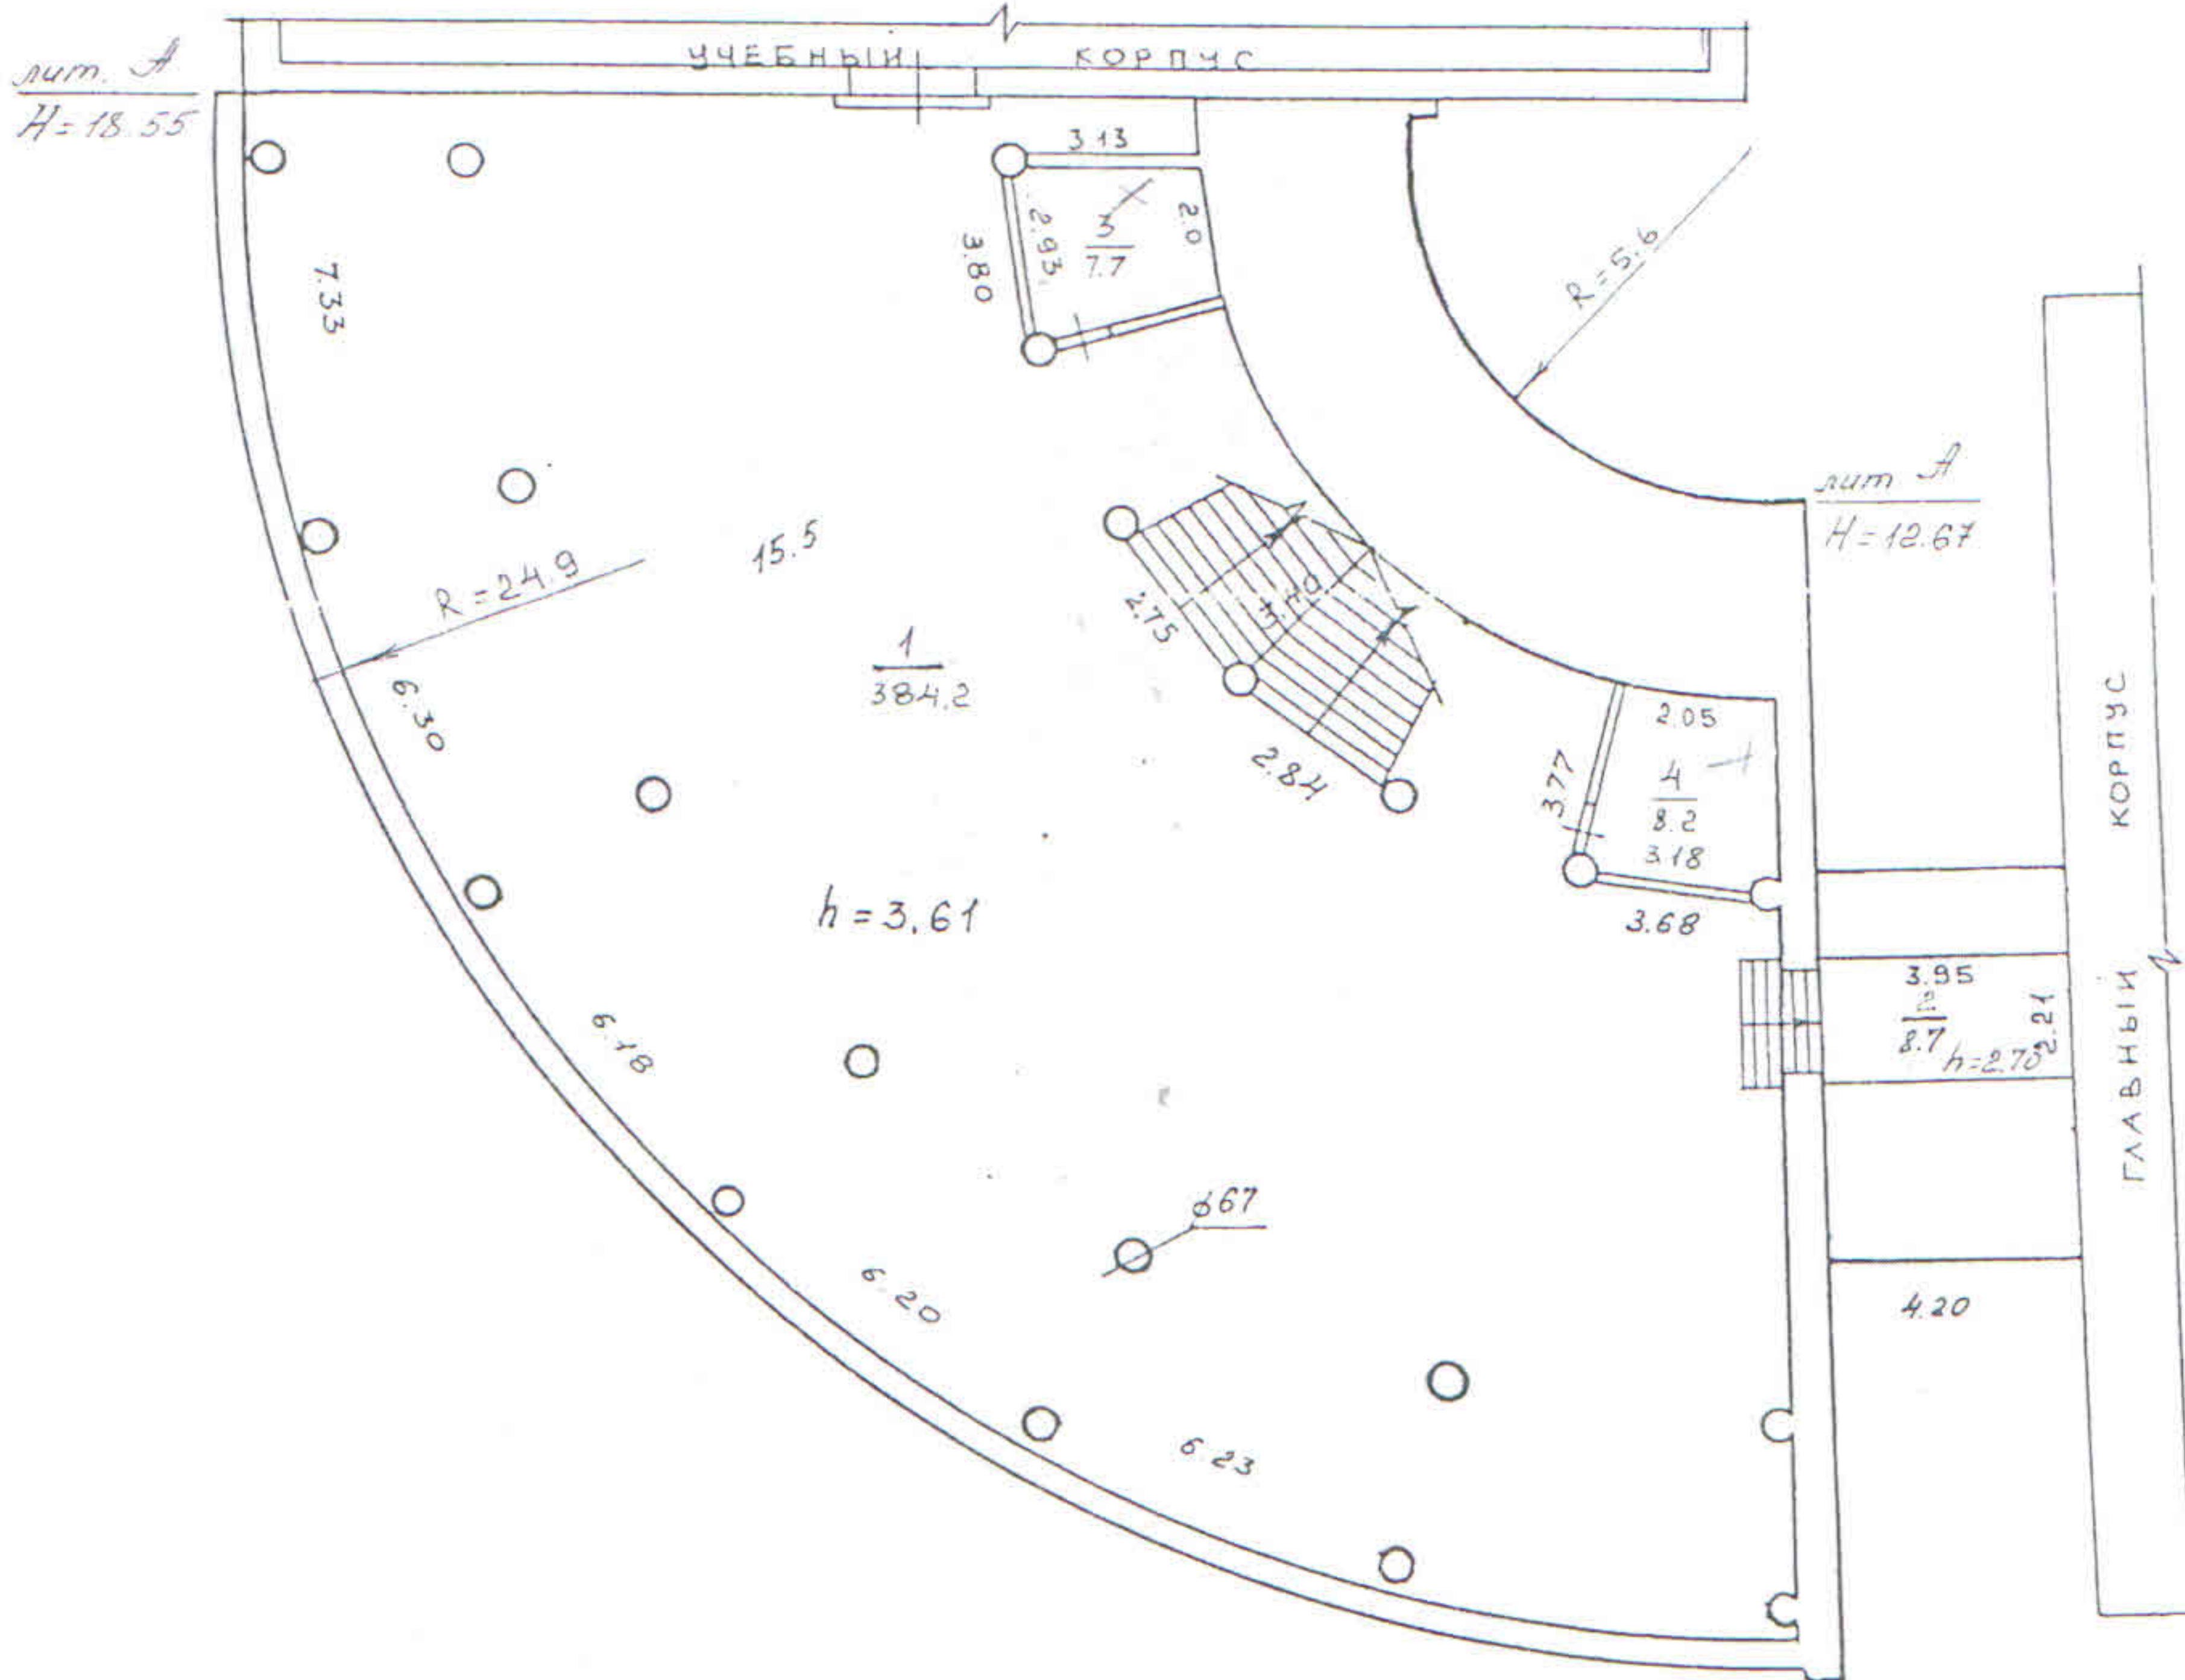 УЧЕБНЫЙ КОРПУС
лит. А
H=18.55
3.13
2.93
3.80
3
7.7
2.0
R=5.6
7.33
лит А
H=12.67
R=24.9
15.5
2.75
1
384.2
6.30
2.84
2.05
3.77
4
8.2
3.18
3.68
h=3.61
3.95
2
8.7
h=2.70
2.21
ГЛАВНЫЙ КОРПУС
6.18
ø67
6.20
4.20
6.23